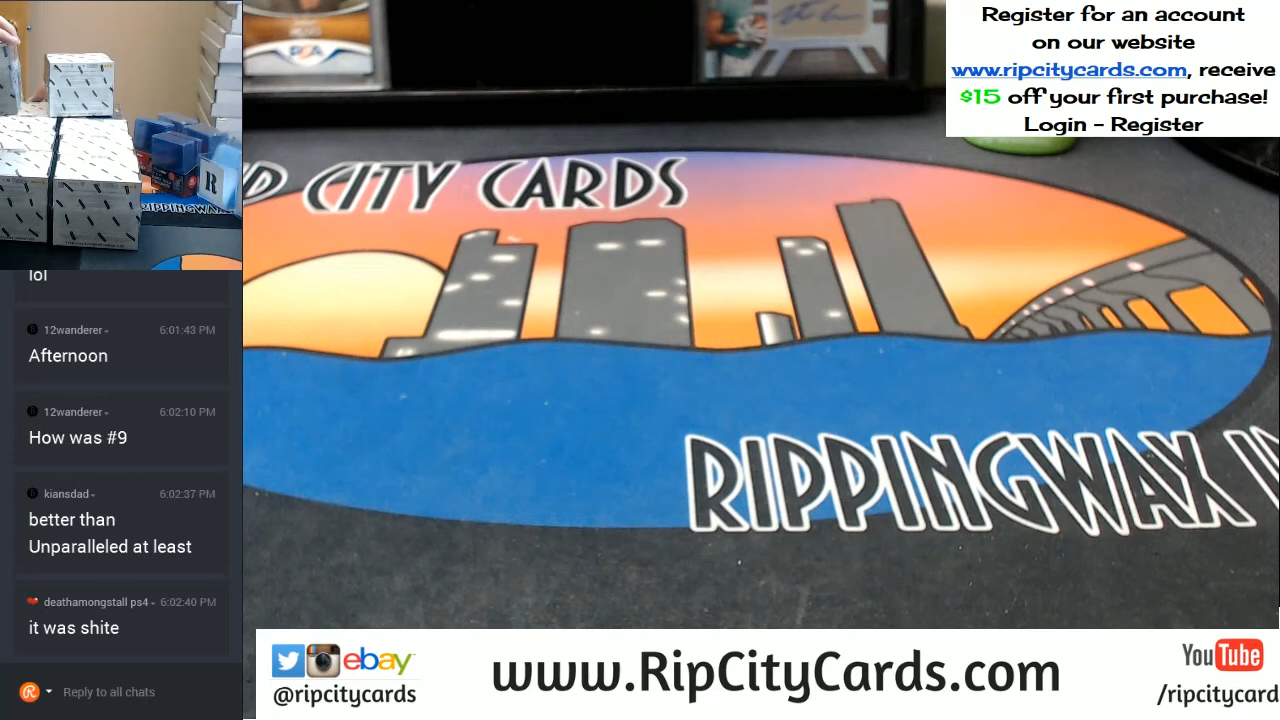 Register for an account
on our website
www.ripcitycards.com, receive
$15 off your first purchase!
Login - Register
PSA
R
RIPPINGWAX
CITY CARDS
RIPPINGWAX
lol
12wanderer 6:01:43 PM
Afternoon
12wanderer 6:02:10 PM
How was #9
kiansdad 6:02:37 PM
better than
Unparalleled at least
deathamongstall ps4 6:02:40 PM
it was shite
Reply to all chats
ebay
@ripcitycards
www.RipCityCards.com
YouTube
/ripcitycard